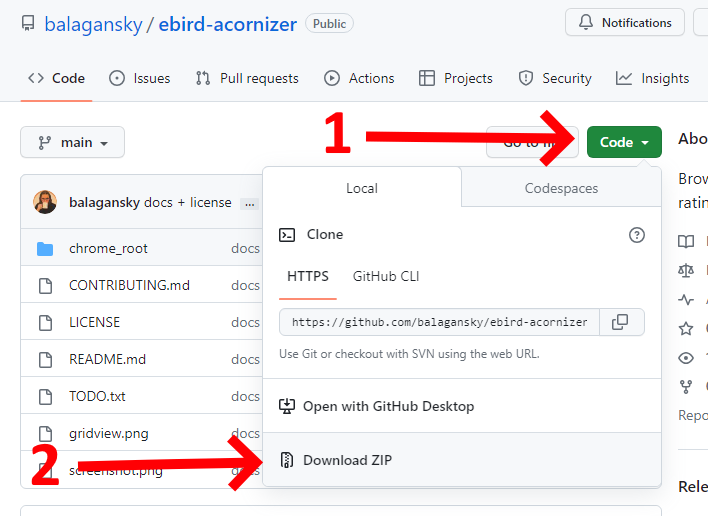 balagansky / ebird-acornizer Public
Notifications
Code Issues Pull requests Actions Projects Security Insights
1
main
Code
Abo
balagansky docs + license ...
Local Codespaces
Brow
ratin
Clone
chrome_root docs
HTTPS GitHub CLI
CONTRIBUTING.md docs
LICENSE docs
https://github.com/balagansky/ebird-acornizer
README.md docs
Use Git or checkout with SVN using the web URL.
TODO.txt docs
Open with GitHub Desktop
Repo
gridview.png docs
2
Download ZIP
screenshot.png docs
Rele